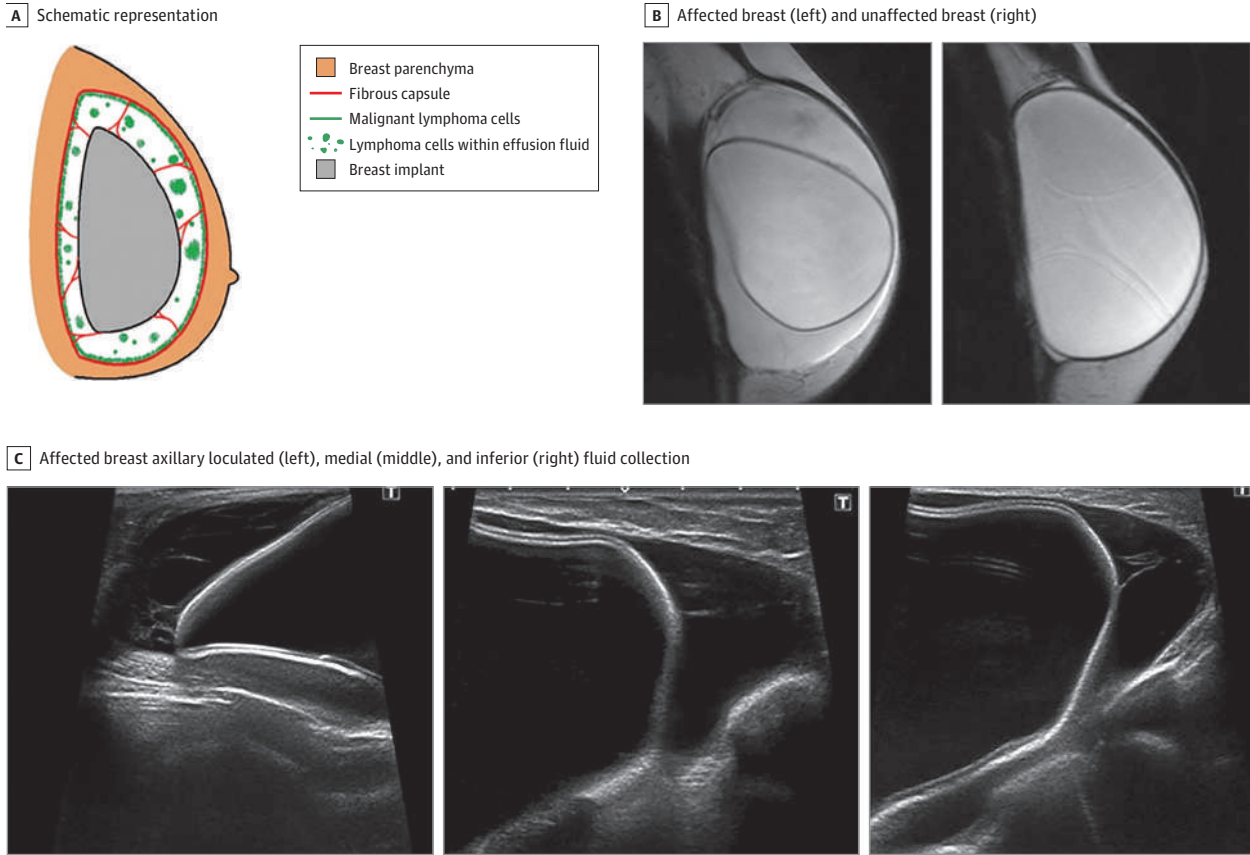 A Schematic representation
Breast parenchyma
Fibrous capsule
Malignant lymphoma cells
Lymphoma cells within effusion fluid
Breast implant
B Affected breast (left) and unaffected breast (right)
C Affected breast axillary loculated (left), medial (middle), and inferior (right) fluid collection
T
T
T